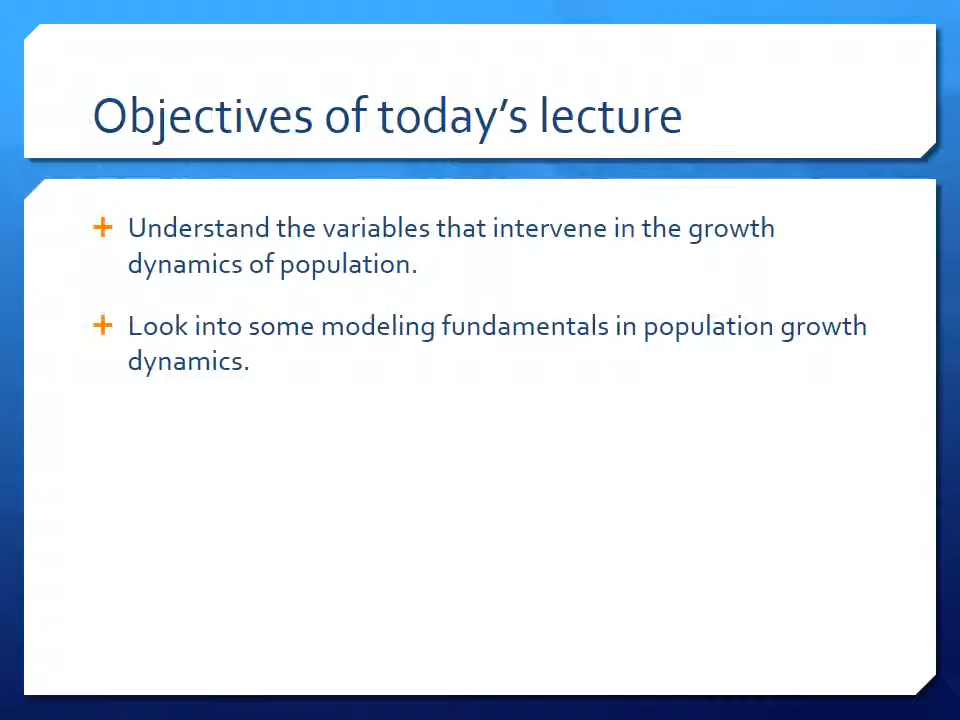 Objectives of today’s lecture
Understand the variables that intervene in the growth
dynamics of population.
Look into some modeling fundamentals in population growth
dynamics.